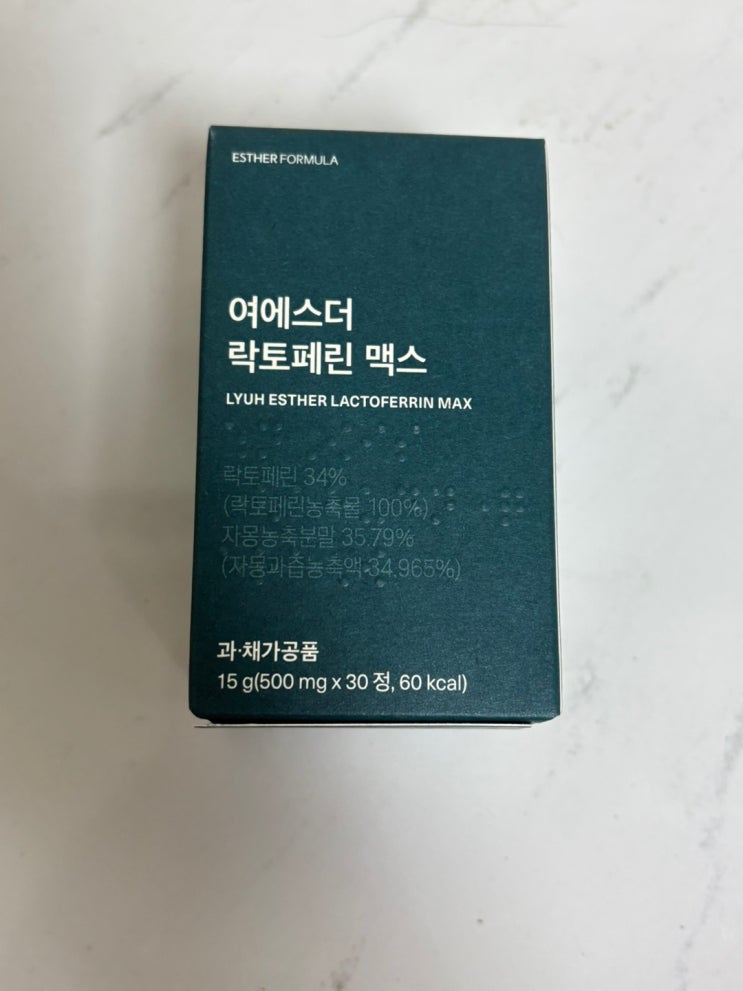 ESTHER FORMULA
여에스더
락토페린 맥스
LYUH ESTHER LACTOFERRIN MAX
락토페린 34%
(락토페린농축물 100%)
자몽농축분말 35.79%
(자몽과즙농축액 34.965%)
과·채가공품
15 g(500 mg x 30 정, 60 kcal)